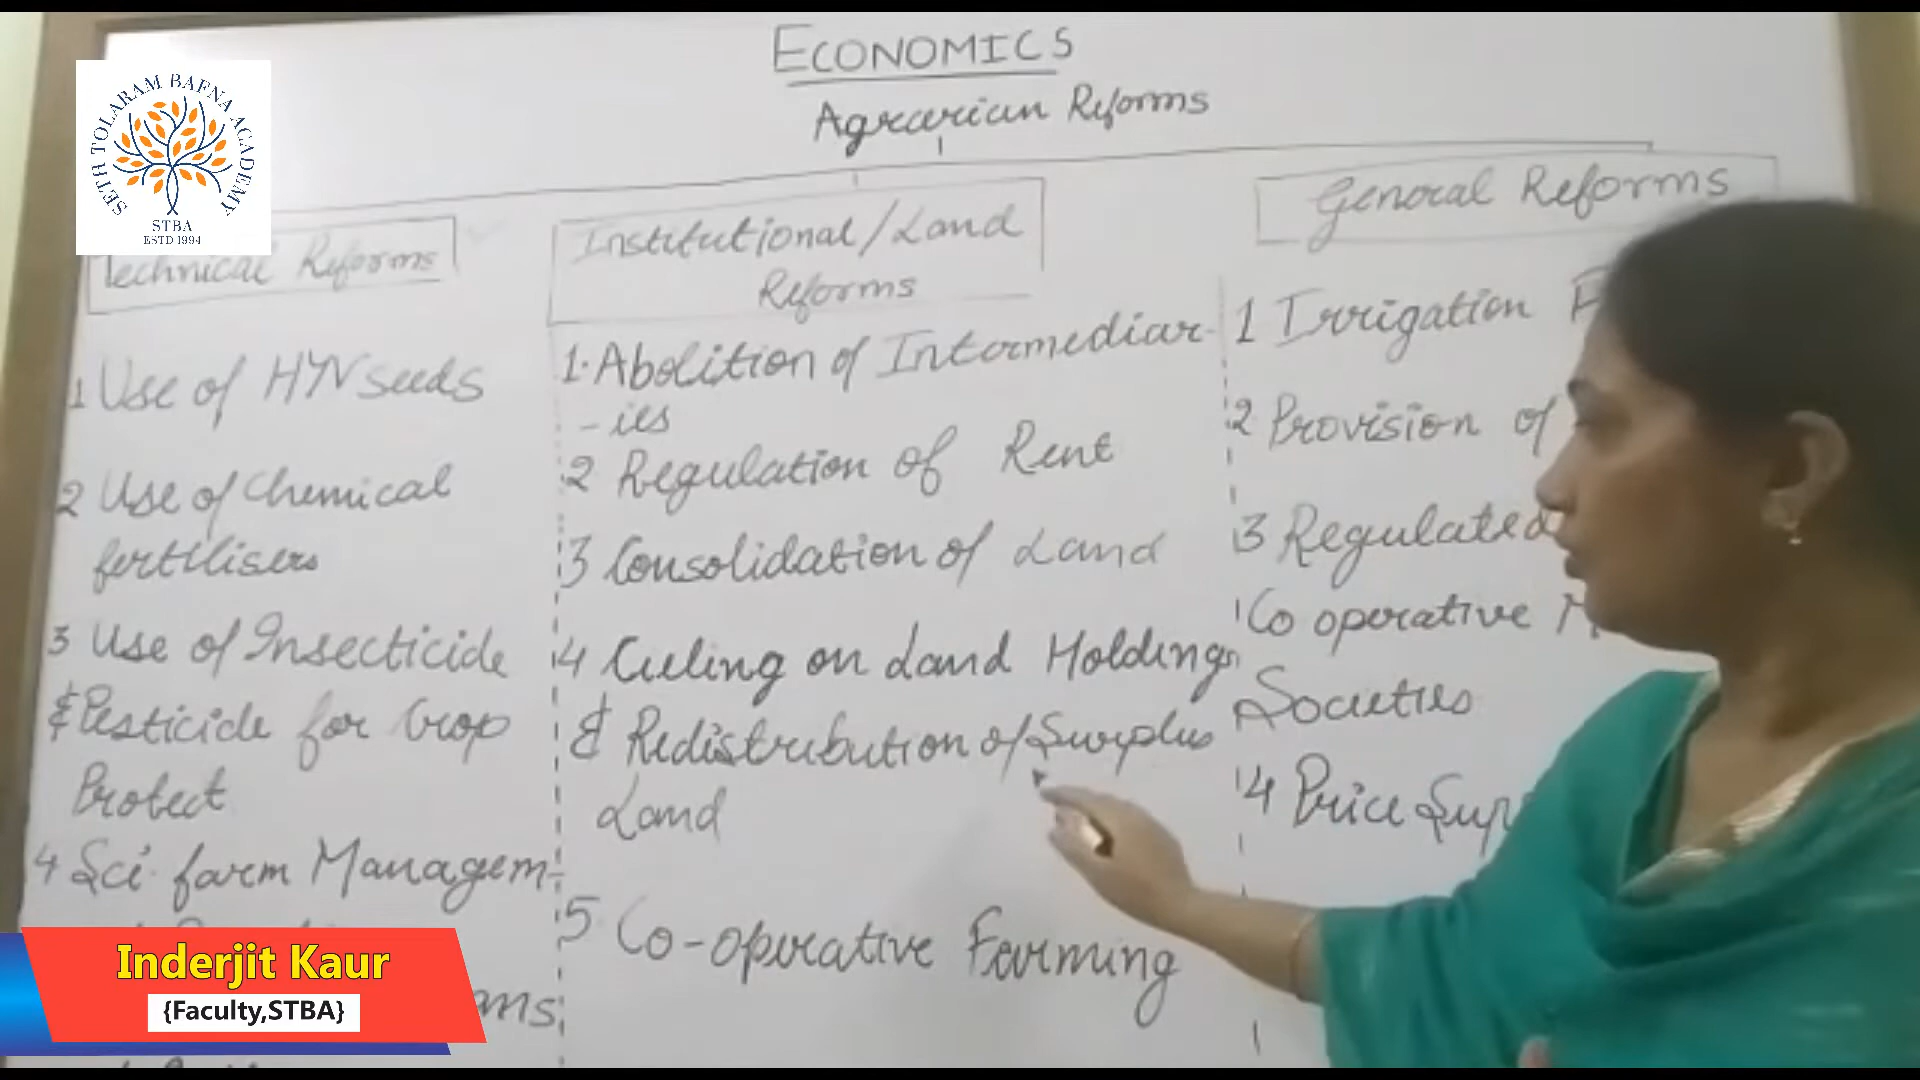 ECONOMICS
Agrarian Reforms
SETH TOLARAM BAFNA ACADEMY
STBA
ESTD 1994
Technical Reforms
1 Use of HYV seeds
2 Use of Chemical
fertilisers
3 Use of Insecticide
& Pesticide for Crop
Protect
4 Sci. farm Managem-
Institutional/Land
Reforms
1. Abolition of Intermediar-
-ies
2 Regulation of Rent
3 Consolidation of Land
4 Cieling on Land Holdings
& Redistribution of Surplus
Land
5 Co-operative Farming
General Reforms
1 Irrigation
2 Provision of
3 Regulated
Co operative
Societies
4 Price
Inderjit Kaur
{Faculty,STBA}